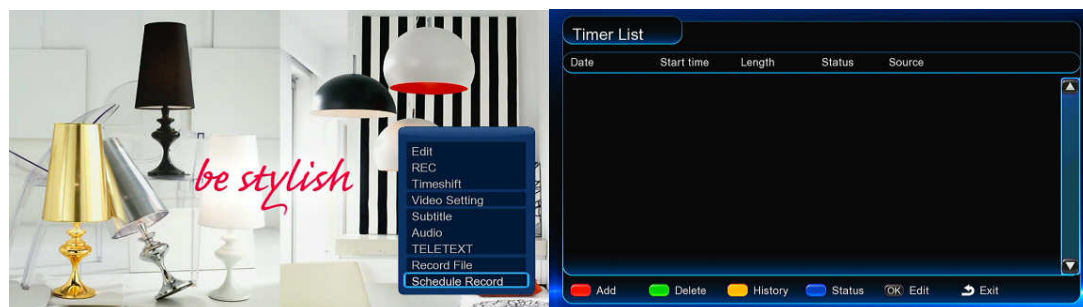 be stylish
Edit
REC
Timeshift
Video Setting
Subtitle
Audio
TELETEXT
Record File
Schedule Record
Timer List
Date Start time Length Status Source
Add Delete History Status OK Edit Exit